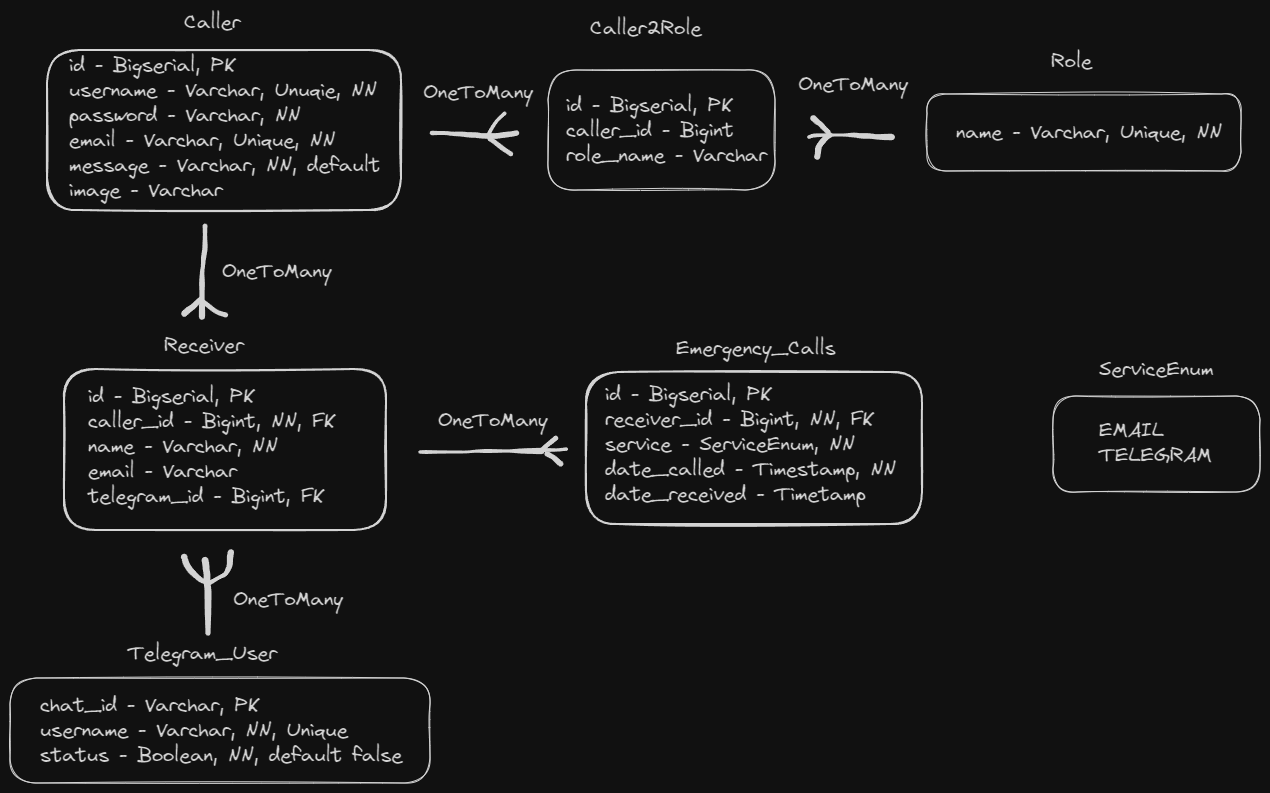 Caller
id - Bigserial, PK
username - Varchar, Unuqie, NN
password - Varchar, NN
email - Varchar, Unique, NN
message - Varchar, NN, default
image - Varchar
OneToMany
Caller2Role
id - Bigserial, PK
caller_id - Bigint
role_name - Varchar
OneToMany
Role
name - Varchar, Unique, NN
OneToMany
Receiver
id - Bigserial, PK
caller_id - Bigint, NN, FK
name - Varchar, NN
email - Varchar
telegram_id - Bigint, FK
OneToMany
Emergency_Calls
id - Bigserial, PK
receiver_id - Bigint, NN, FK
service - ServiceEnum, NN
date_called - Timestamp, NN
date_received - Timetamp
ServiceEnum
EMAIL
TELEGRAM
OneToMany
Telegram_User
chat_id - Varchar, PK
username - Varchar, NN, Unique
status - Boolean, NN, default false